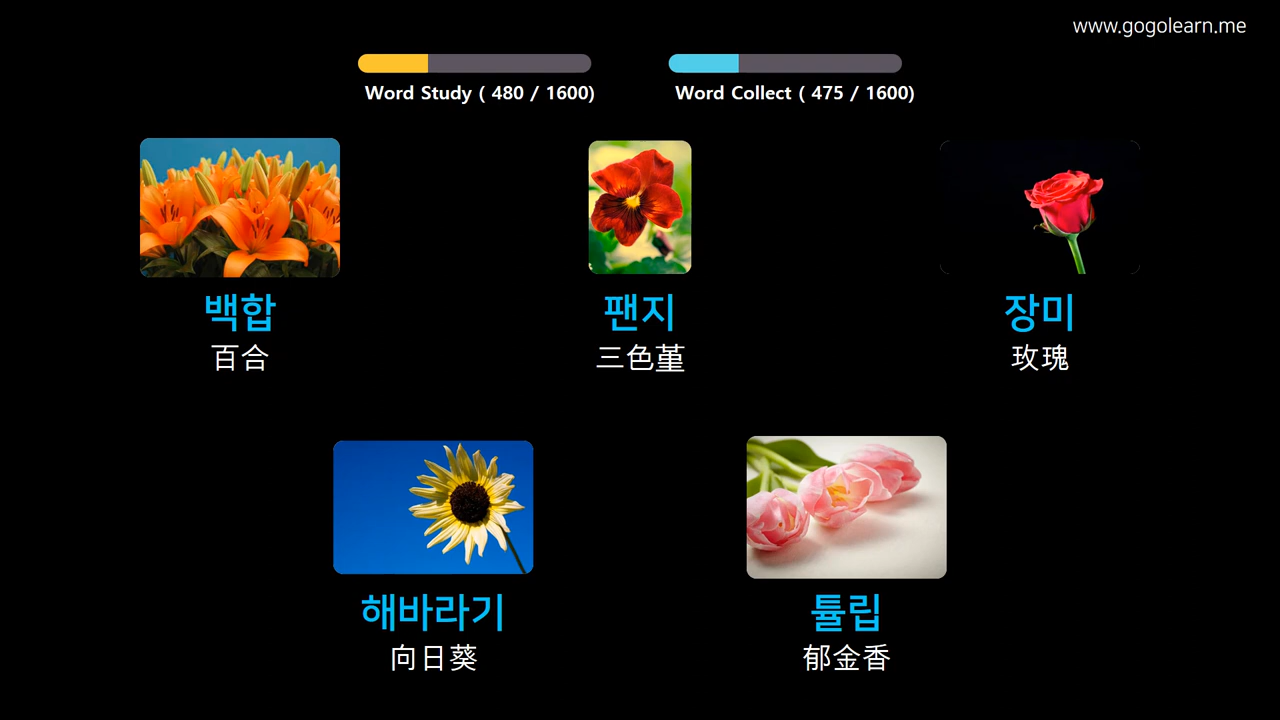 www.gogolearn.me
Word Study ( 480 / 1600)
Word Collect ( 475 / 1600)
백합
百合
팬지
三色堇
장미
玫瑰
해바라기
向日葵
튤립
郁金香